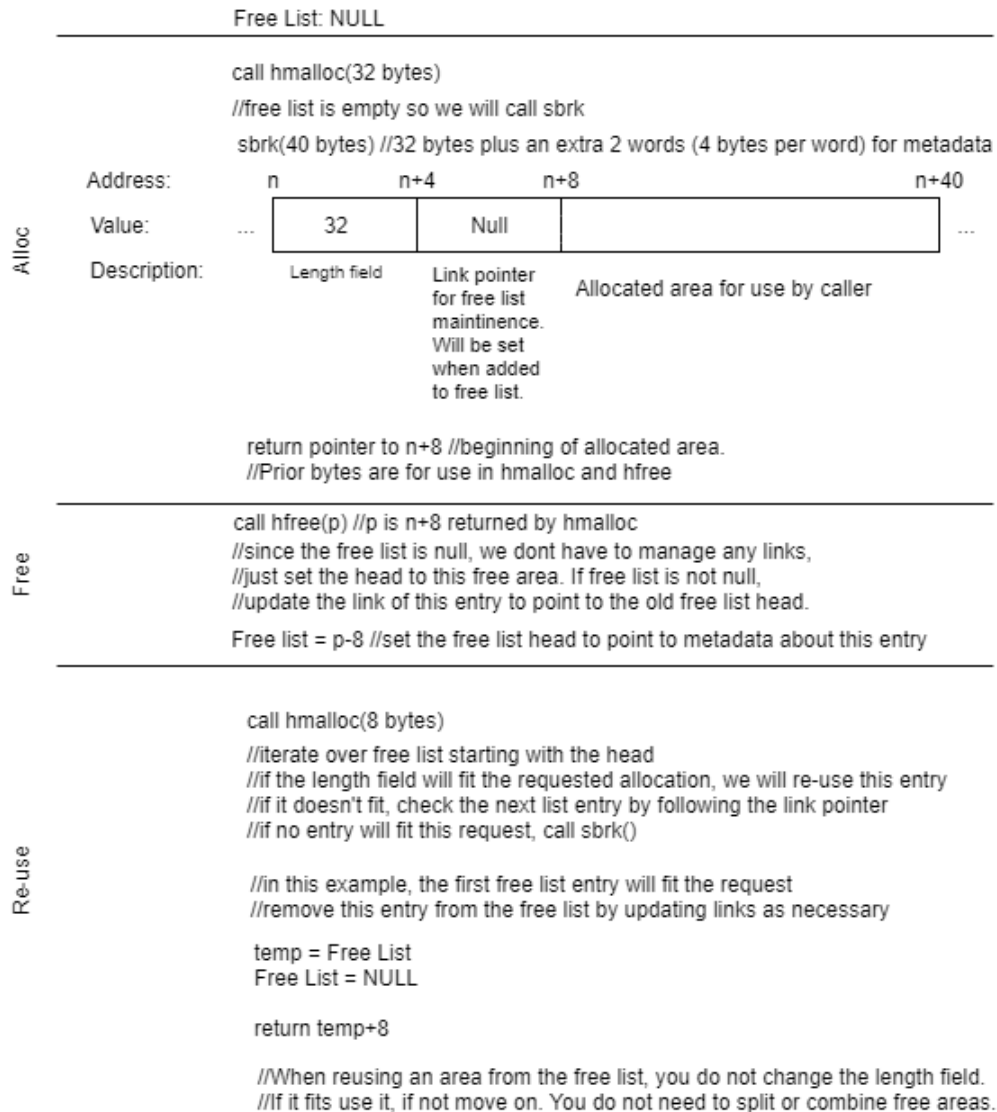 Free List: NULL
call hmalloc(32 bytes)
//free list is empty so we will call sbrk
sbrk(40 bytes) //32 bytes plus an extra 2 words (4 bytes per word) for metadata
Address: n n+4 n+8 n+40
Alloc
Value: ... 32 Null ...
Description: Length field
Link pointer
for free list
maintinence.
Will be set
when added
to free list.
Allocated area for use by caller
return pointer to n+8 //beginning of allocated area.
//Prior bytes are for use in hmalloc and hfree
Free
call hfree(p) //p is n+8 returned by hmalloc
//since the free list is null, we dont have to manage any links,
//just set the head to this free area. If free list is not null,
//update the link of this entry to point to the old free list head.
Free list = p-8 //set the free list head to point to metadata about this entry
Re-use
call hmalloc(8 bytes)
//iterate over free list starting with the head
//if the length field will fit the requested allocation, we will re-use this entry
//if it doesn't fit, check the next list entry by following the link pointer
//if no entry will fit this request, call sbrk()
//in this example, the first free list entry will fit the request
//remove this entry from the free list by updating links as necessary
temp = Free List
Free List = NULL
return temp+8
//When reusing an area from the free list, you do not change the length field.
//If it fits use it, if not move on. You do not need to split or combine free areas.